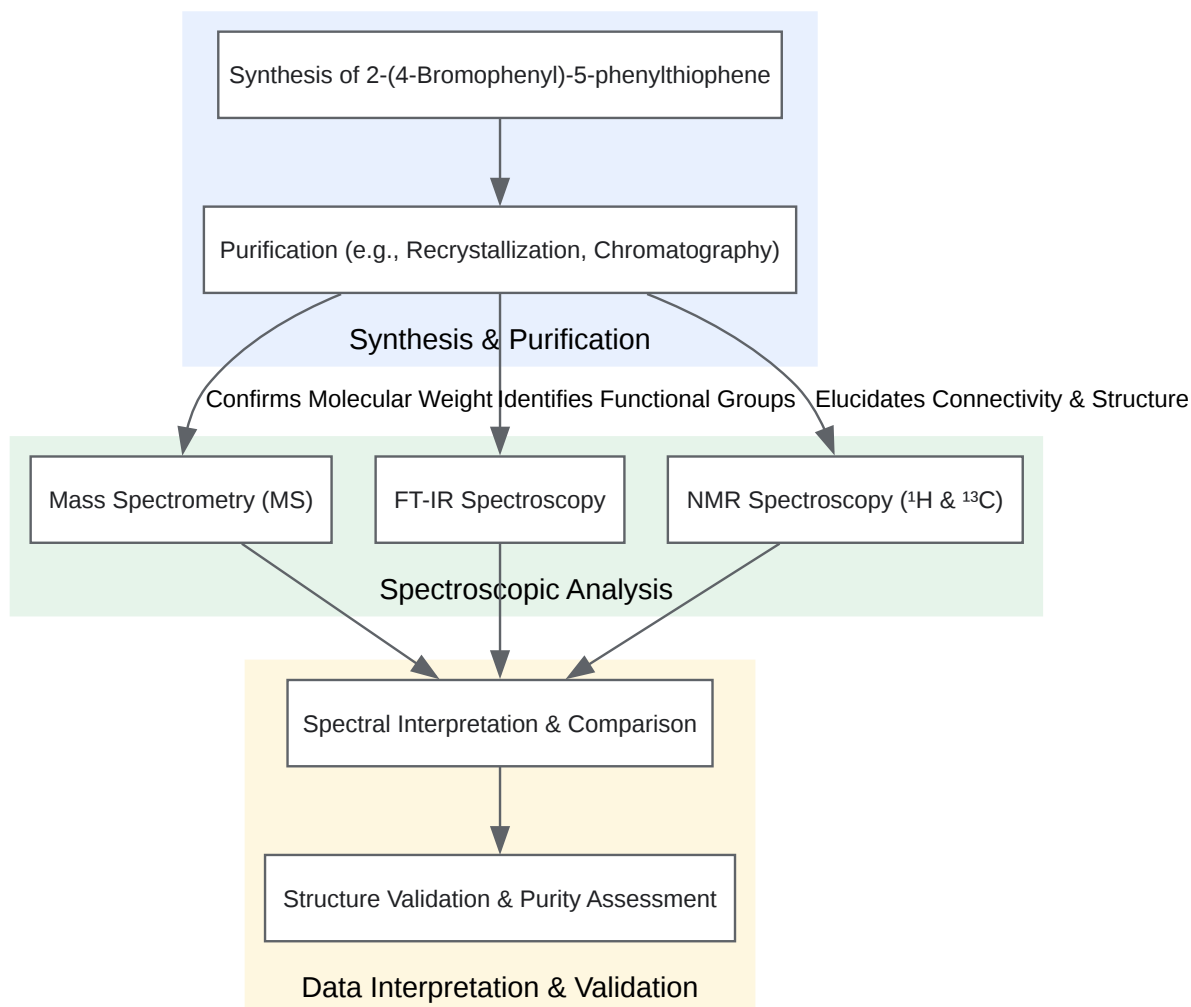 Synthesis of 2-(4-Bromophenyl)-5-phenylthiophene
Purification (e.g., Recrystallization, Chromatography)
Synthesis & Purification
Confirms Molecular Weight
Identifies Functional Groups
Elucidates Connectivity & Structure
Mass Spectrometry (MS)
FT-IR Spectroscopy
NMR Spectroscopy (¹H & ¹³C)
Spectroscopic Analysis
Spectral Interpretation & Comparison
Structure Validation & Purity Assessment
Data Interpretation & Validation